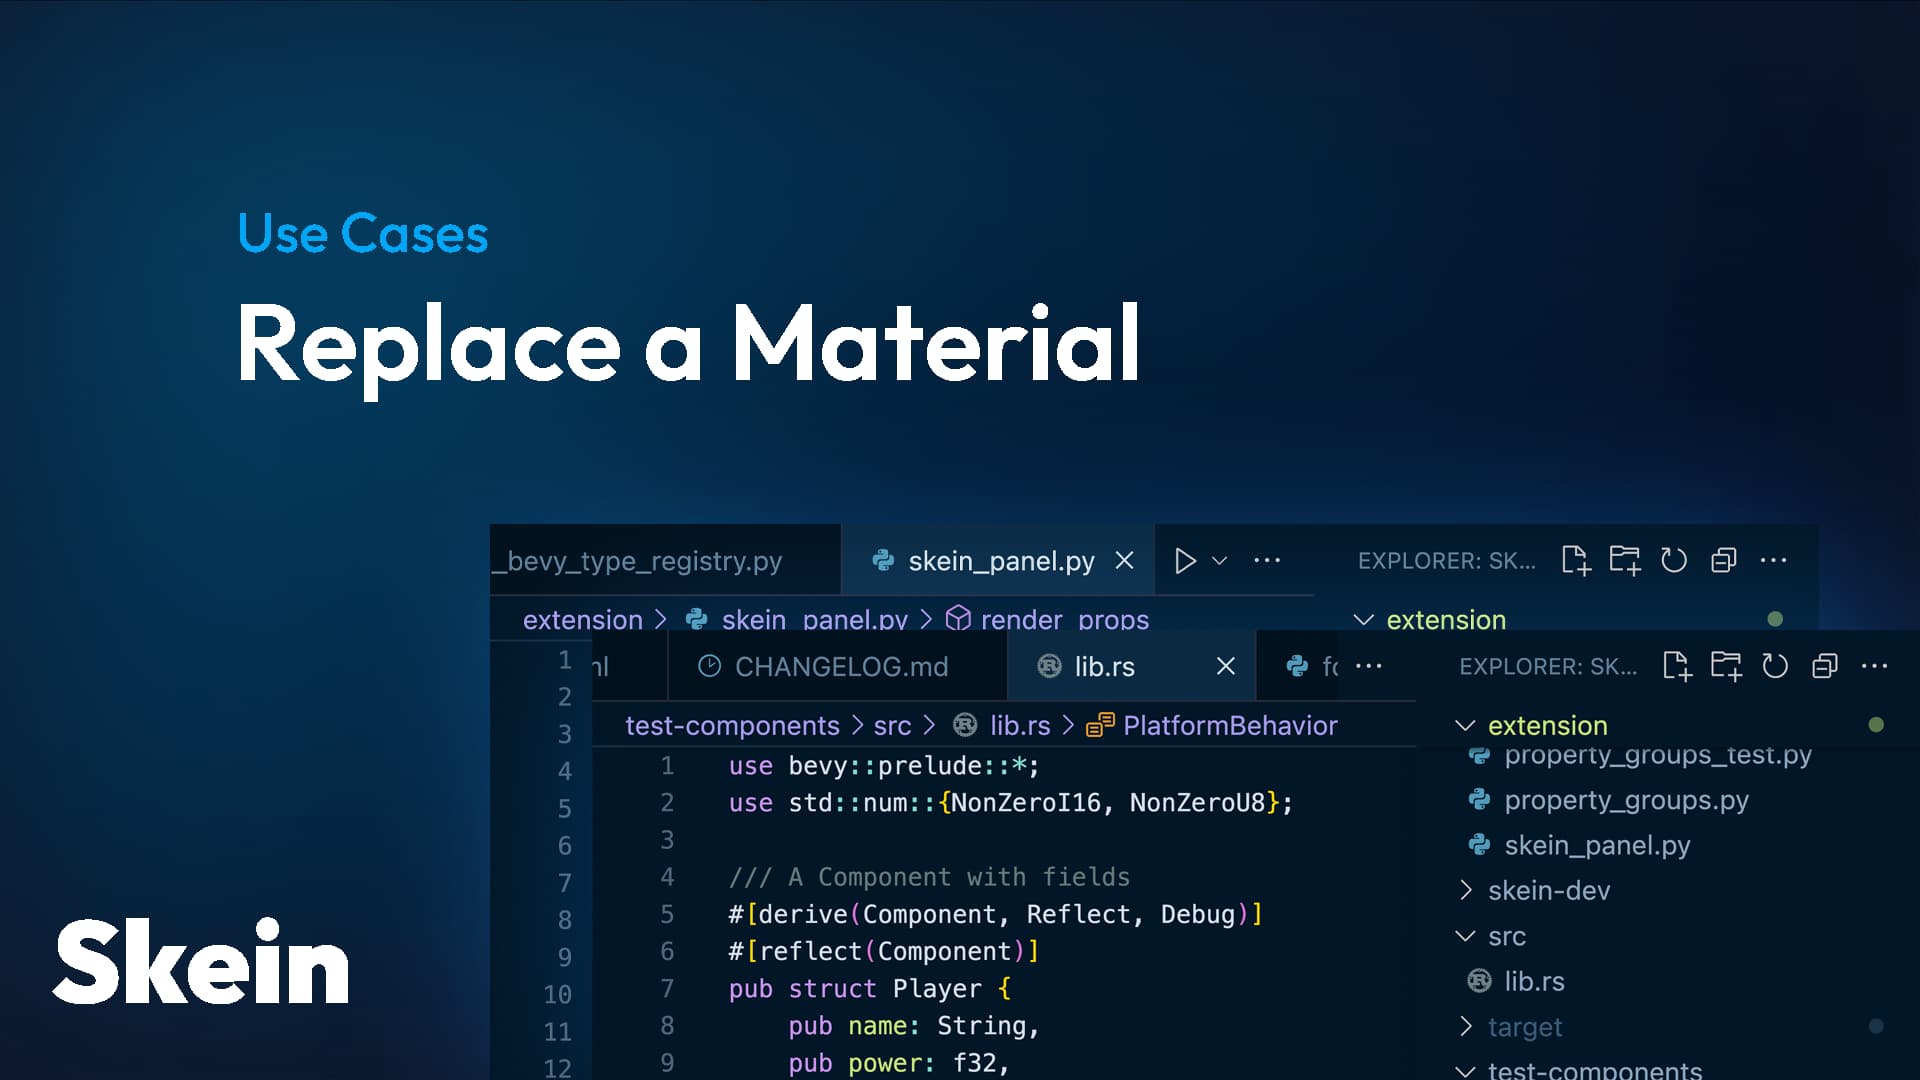 Use Cases
Replace a Material
_bevy_type_registry.py
skein_panel.py
EXPLORER: SK...
extension
skein_panel.py
render_props
extension
1
2
3
4
5
6
7
8
9
10
11
12
CHANGELOG.md
lib.rs
EXPLORER: SK...
test-components
src
lib.rs
PlatformBehavior
extension
1 use bevy::prelude::*;
2 use std::num::{NonZeroI16, NonZeroU8};
3
4 /// A Component with fields
5 #[derive(Component, Reflect, Debug)]
6 #[reflect(Component)]
7 pub struct Player {
8 pub name: String,
9 pub power: f32,
property_groups_test.py
property_groups.py
skein_panel.py
skein-dev
src
lib.rs
target
test-components
Skein